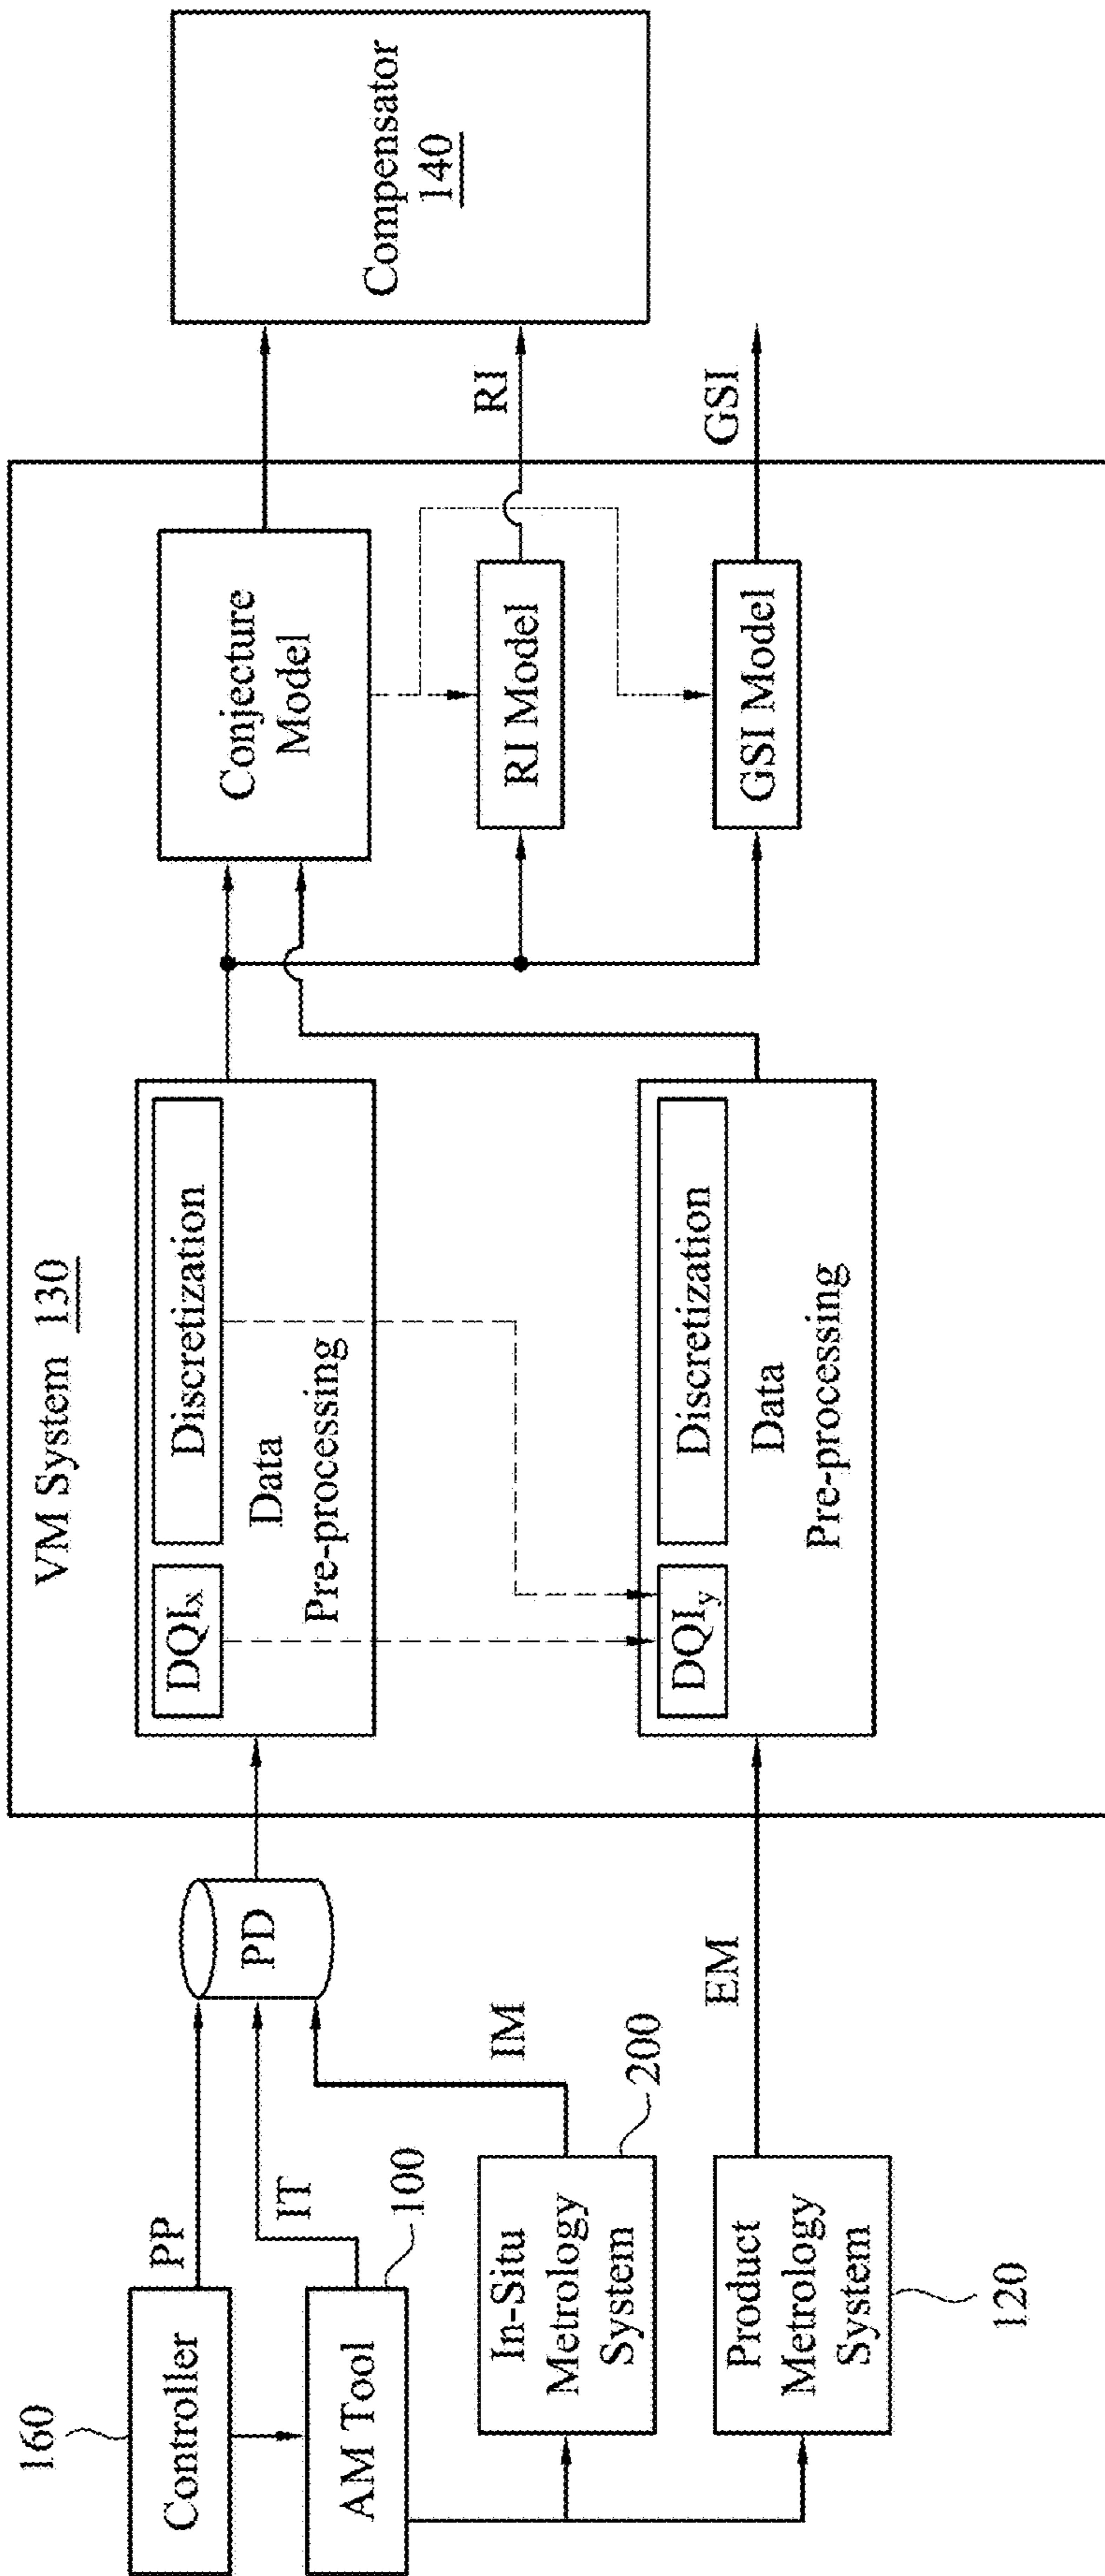 160
Controller
PP
AM Tool
100
IT
In-Situ
Metrology
System
200
IM
Product
Metrology
System
120
EM
PD
VM System 130
DQIx
Discretization
Data
Pre-processing
DQIy
Discretization
Data
Pre-processing
Conjecture
Model
RI Model
GSI Model
RI
GSI
Compensator
140